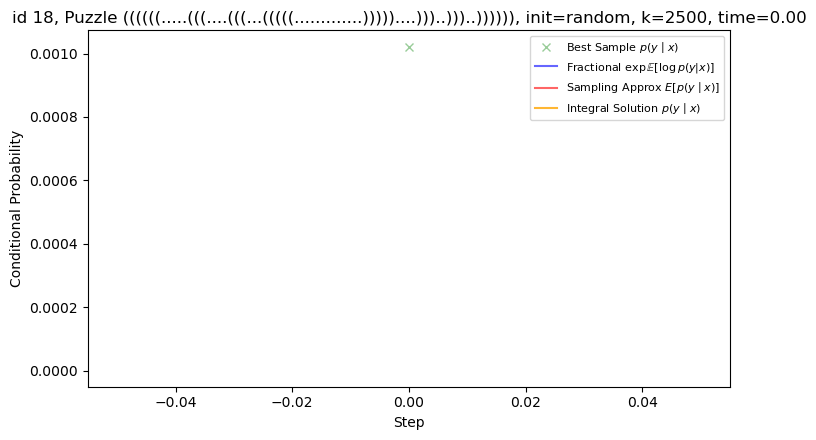 id 18, Puzzle ((((((.....(((....(((...(((((.............)))))....)))..)))..)))))), init=random, k=2500, time=0.00
0.0010
0.0008
0.0006
0.0004
0.0002
0.0000
Conditional Probability
Best Sample p(y | x)
Fractional exp𝔼[log p(y|x)]
Sampling Approx E[p(y | x)]
Integral Solution p(y | x)
−0.04
−0.02
0.00
0.02
0.04
Step